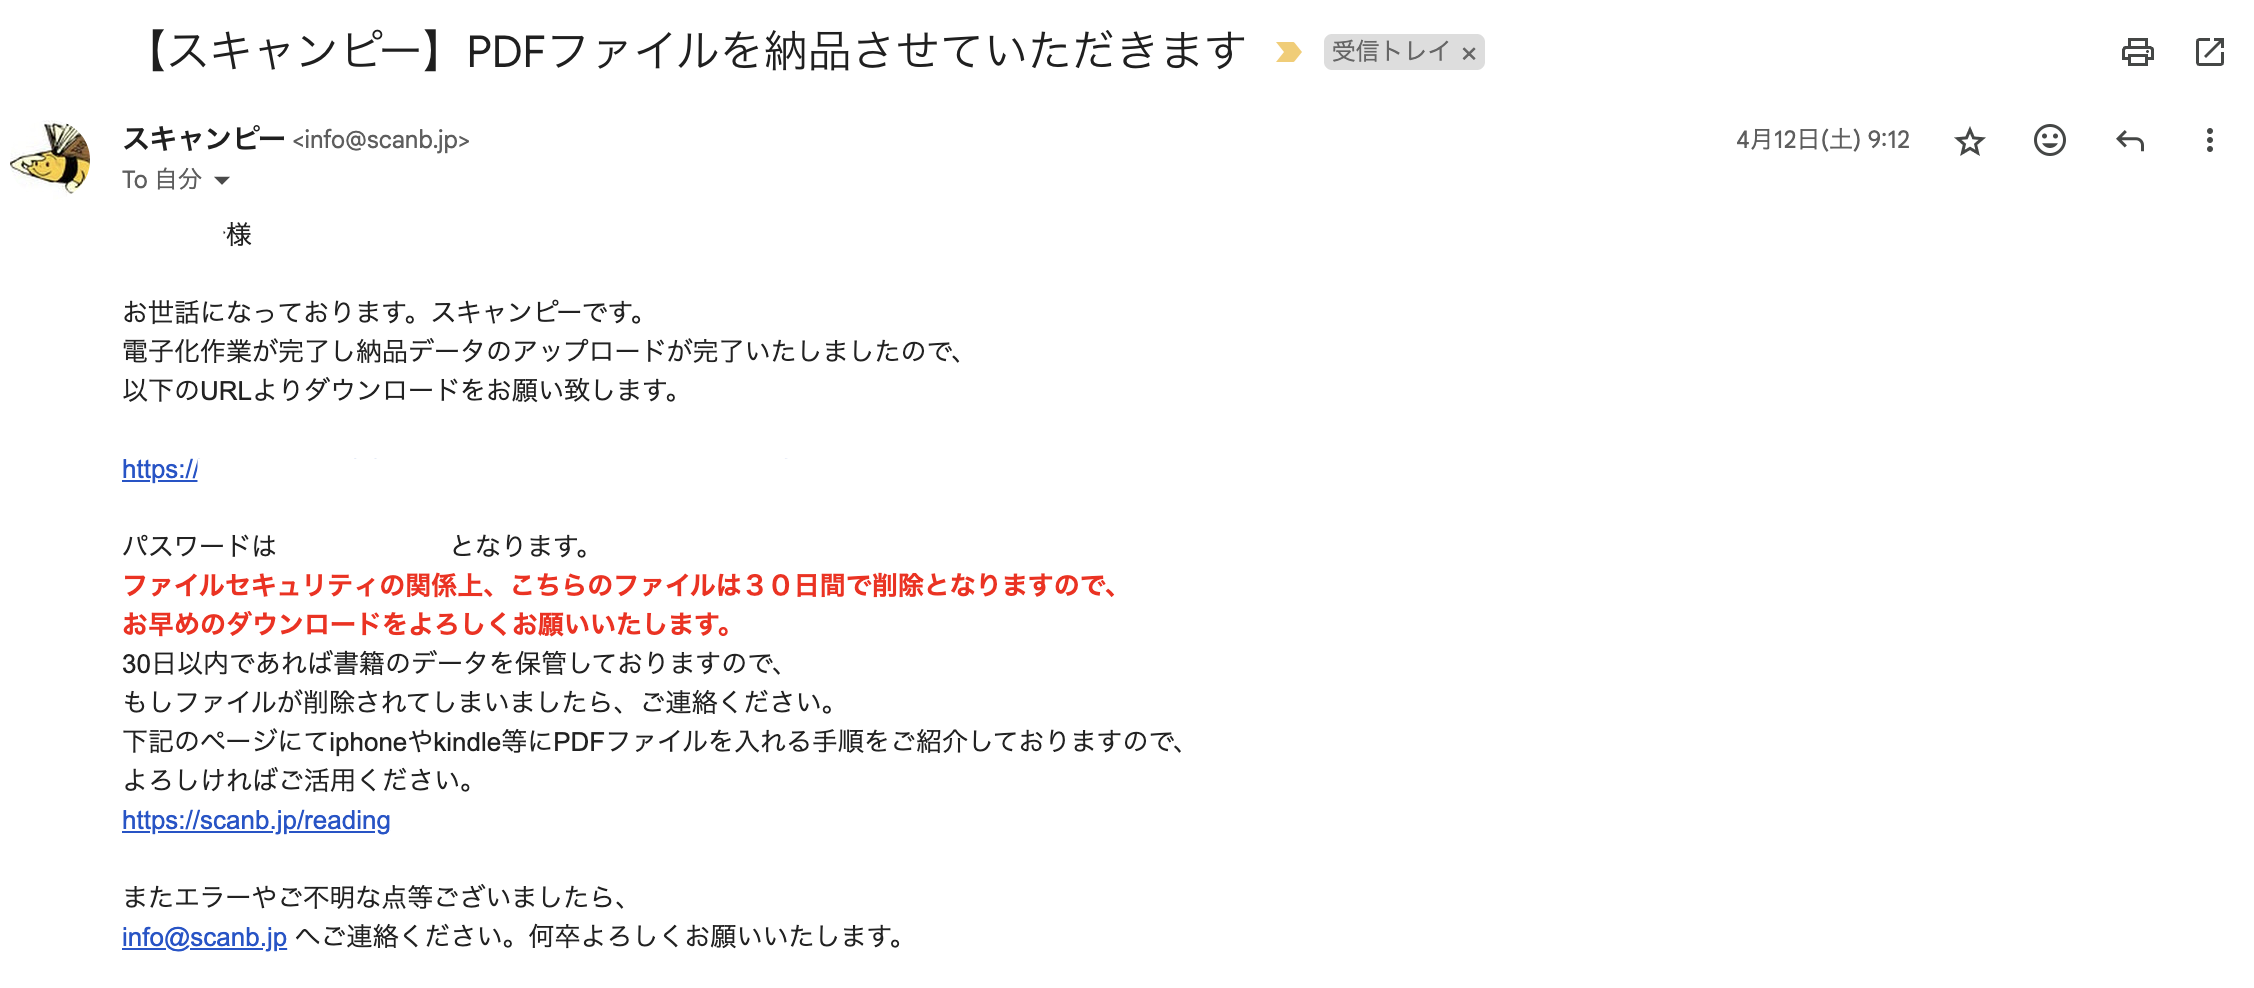 【スキャンピー】PDFファイルを納品させていただきます 受信トレイ ×
スキャンピー <info@scanb.jp> 4月12日(土) 9:12
To 自分
様
お世話になっております。スキャンピーです。
電子化作業が完了し納品データのアップロードが完了いたしましたので、
以下のURLよりダウンロードをお願い致します。
https://
パスワードは となります。
ファイルセキュリティの関係上、こちらのファイルは３０日間で削除となりますので、
お早めのダウンロードをよろしくお願いいたします。
30日以内であれば書籍のデータを保管しておりますので、
もしファイルが削除されてしまいましたら、ご連絡ください。
下記のページにてiphoneやkindle等にPDFファイルを入れる手順をご紹介しておりますので、
よろしければご活用ください。
https://scanb.jp/reading
またエラーやご不明な点等ございましたら、
info@scanb.jp へご連絡ください。何卒よろしくお願いいたします。